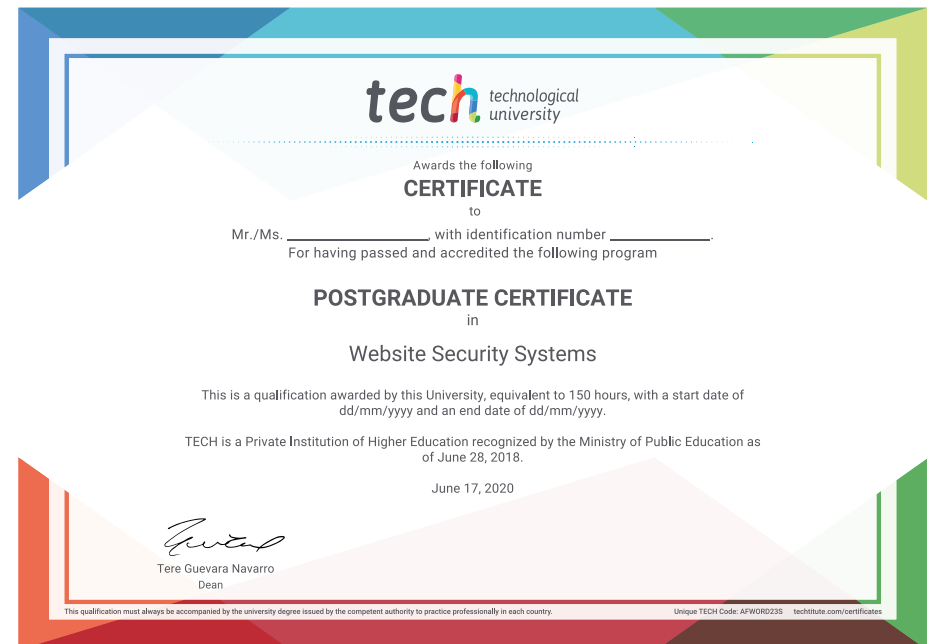 tech technological
university
Awards the following
CERTIFICATE
to
Mr./Ms. ____________________, with identification number ______________.
For having passed and accredited the following program
POSTGRADUATE CERTIFICATE
in
Website Security Systems
This is a qualification awarded by this University, equivalent to 150 hours, with a start date of
dd/mm/yyyy and an end date of dd/mm/yyyy.
TECH is a Private Institution of Higher Education recognized by the Ministry of Public Education as
of June 28, 2018.
June 17, 2020
Tere Guevara Navarro
Dean
This qualification must always be accompanied by the university degree issued by the competent authority to practice professionally in each country. Unique TECH Code: AFWORD23S techtitute.com/certificates